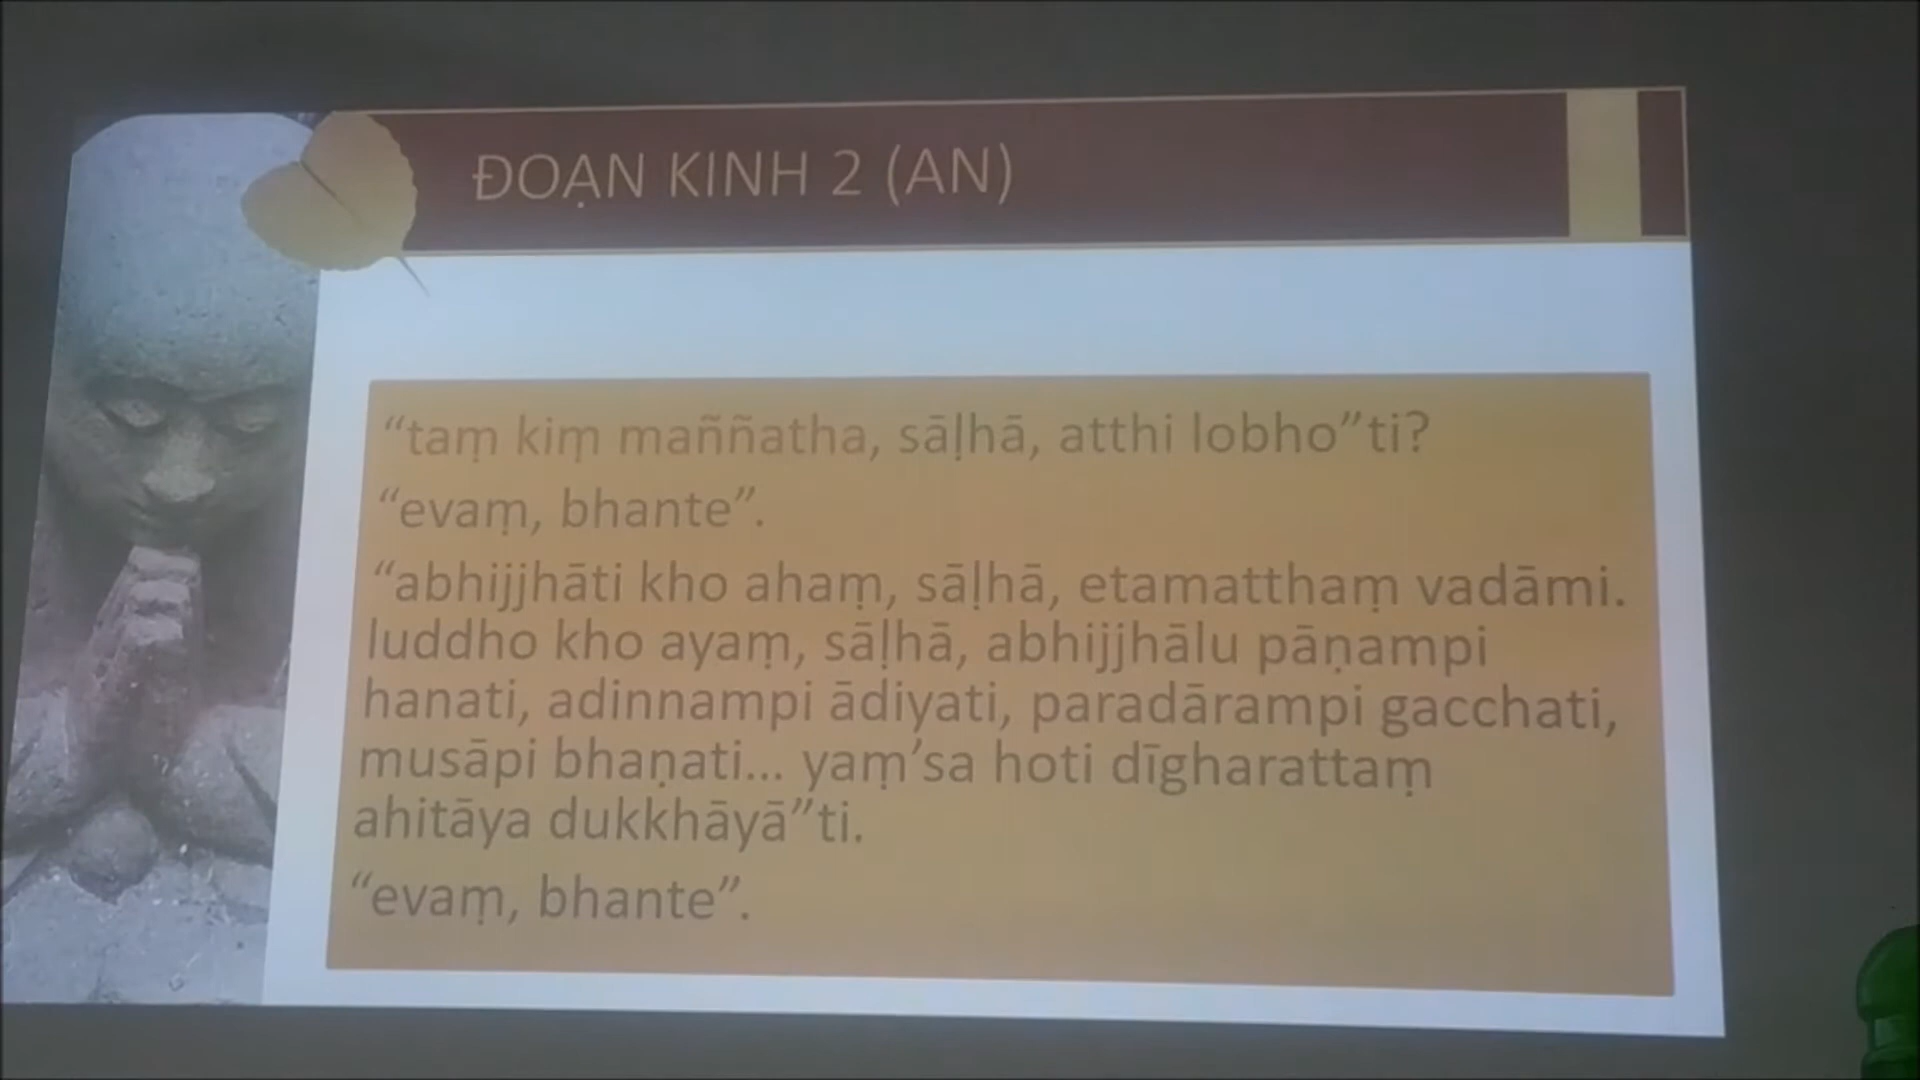 ĐOẠN KINH 2 (AN)
“taṃ kiṃ maññatha, sāḷhā, atthi lobho”ti?
“evaṃ, bhante”.
“abhijjhāti kho ahaṃ, sāḷhā, etamatthaṃ vadāmi.
luddho kho ayaṃ, sāḷhā, abhijjhālu pāṇampi
hanati, adinnampi ādiyati, paradārampi gacchati,
musāpi bhaṇati... yaṃ’sa hoti dīgharattaṃ
ahitāya dukkhāyā”ti.
“evaṃ, bhante”.